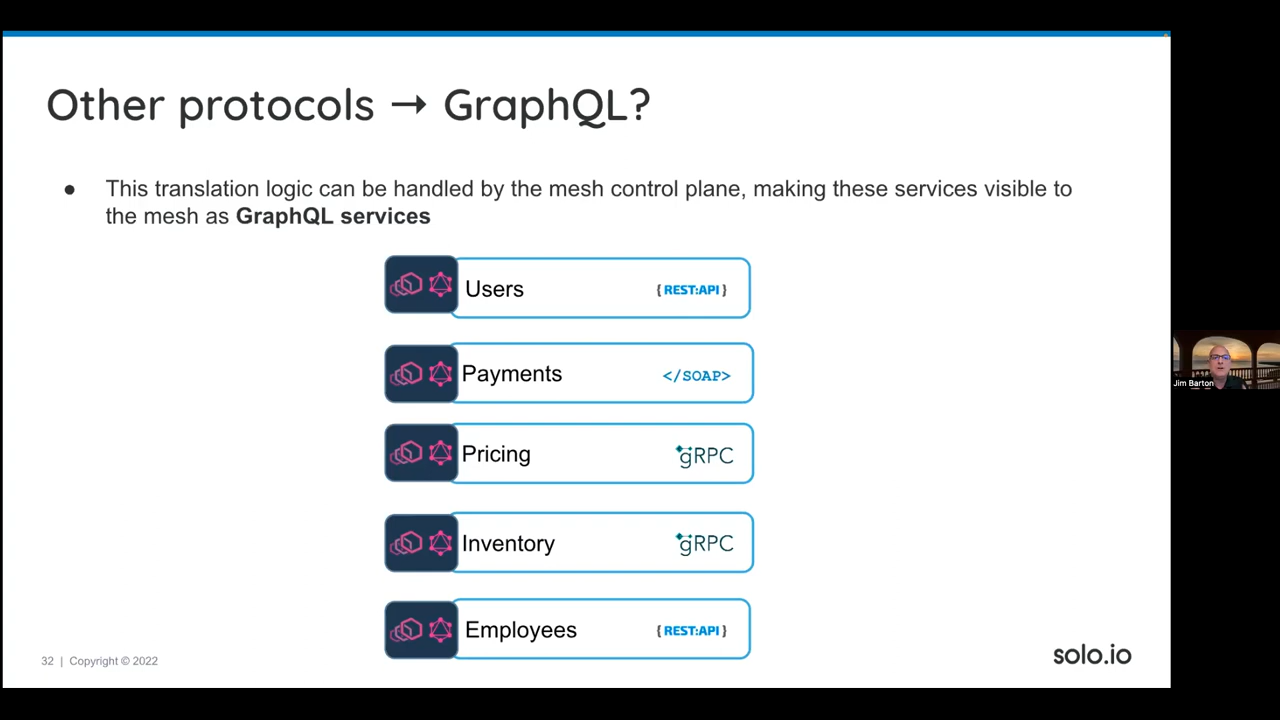 Other protocols → GraphQL?
● This translation logic can be handled by the mesh control plane, making these services visible to
the mesh as GraphQL services
Users {REST:API}
Payments </SOAP>
Pricing gRPC
Inventory gRPC
Employees {REST:API}
32 | Copyright © 2022
solo.io
Jim Barton